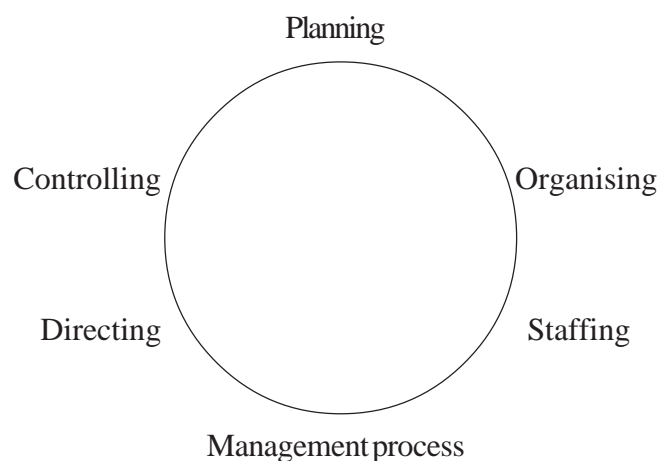 Planning
Controlling
Organising
Directing
Staffing
Management process